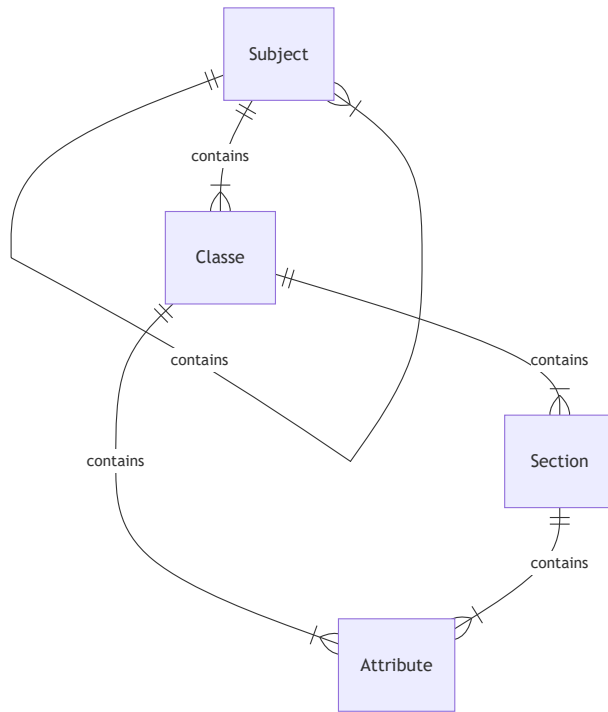 Subject
contains
Classe
contains
contains
contains
Section
contains
Attribute